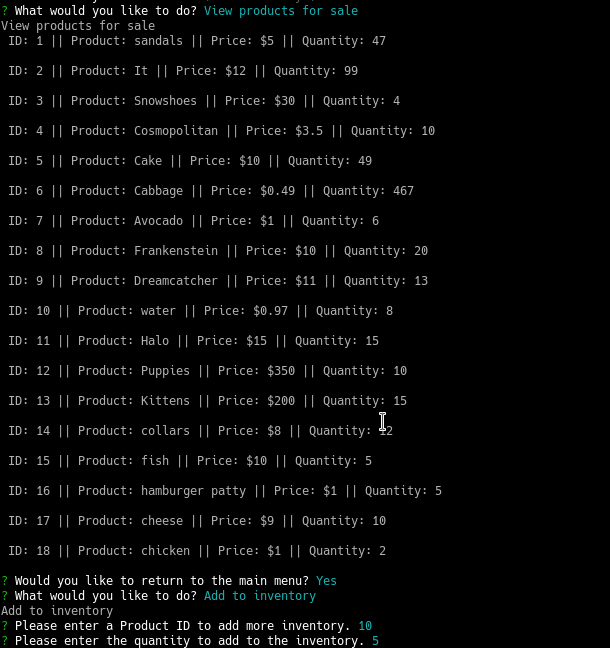 ? What would you like to do? View products for sale
View products for sale
ID: 1 || Product: sandals || Price: $5 || Quantity: 47
ID: 2 || Product: It || Price: $12 || Quantity: 99
ID: 3 || Product: Snowshoes || Price: $30 || Quantity: 4
ID: 4 || Product: Cosmopolitan || Price: $3.5 || Quantity: 10
ID: 5 || Product: Cake || Price: $10 || Quantity: 49
ID: 6 || Product: Cabbage || Price: $0.49 || Quantity: 467
ID: 7 || Product: Avocado || Price: $1 || Quantity: 6
ID: 8 || Product: Frankenstein || Price: $10 || Quantity: 20
ID: 9 || Product: Dreamcatcher || Price: $11 || Quantity: 13
ID: 10 || Product: water || Price: $0.97 || Quantity: 8
ID: 11 || Product: Halo || Price: $15 || Quantity: 15
ID: 12 || Product: Puppies || Price: $350 || Quantity: 10
ID: 13 || Product: Kittens || Price: $200 || Quantity: 15
ID: 14 || Product: collars || Price: $8 || Quantity: 12
ID: 15 || Product: fish || Price: $10 || Quantity: 5
ID: 16 || Product: hamburger patty || Price: $1 || Quantity: 5
ID: 17 || Product: cheese || Price: $9 || Quantity: 10
ID: 18 || Product: chicken || Price: $1 || Quantity: 2
? Would you like to return to the main menu? Yes
? What would you like to do? Add to inventory
Add to inventory
? Please enter a Product ID to add more inventory. 10
? Please enter the quantity to add to the inventory. 5